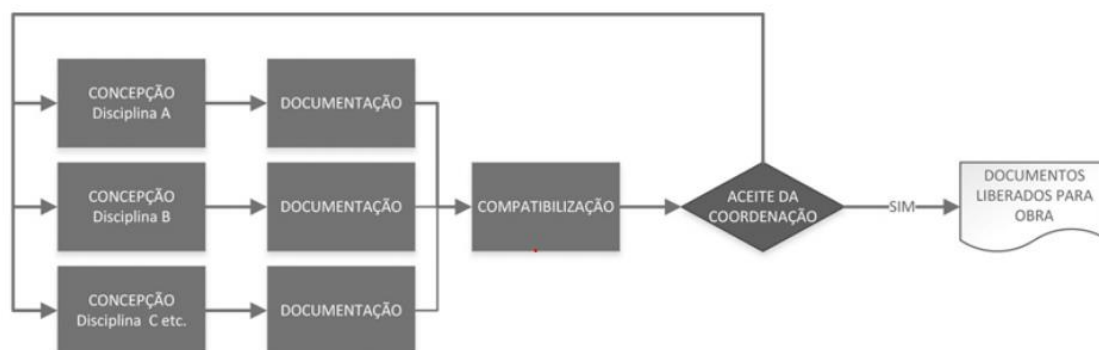 CONCEPÇÃO
Disciplina A
DOCUMENTAÇÃO
CONCEPÇÃO
Disciplina B
DOCUMENTAÇÃO
COMPATIBILIZAÇÃO
ACEITE DA
COORDENAÇÃO
SIM
DOCUMENTOS
LIBERADOS PARA
OBRA
CONCEPÇÃO
Disciplina C etc.
DOCUMENTAÇÃO